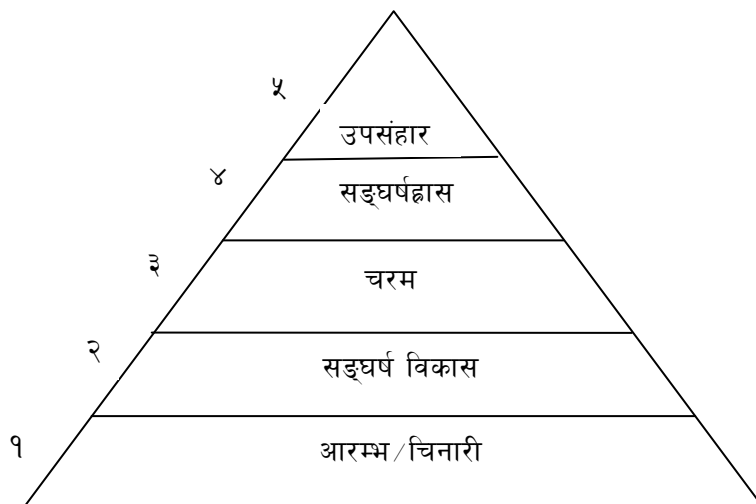 ५
उपसंहार
४
सङ्घर्षह्रास
३
चरम
२
सङ्घर्ष विकास
१
आरम्भ/चिनारी